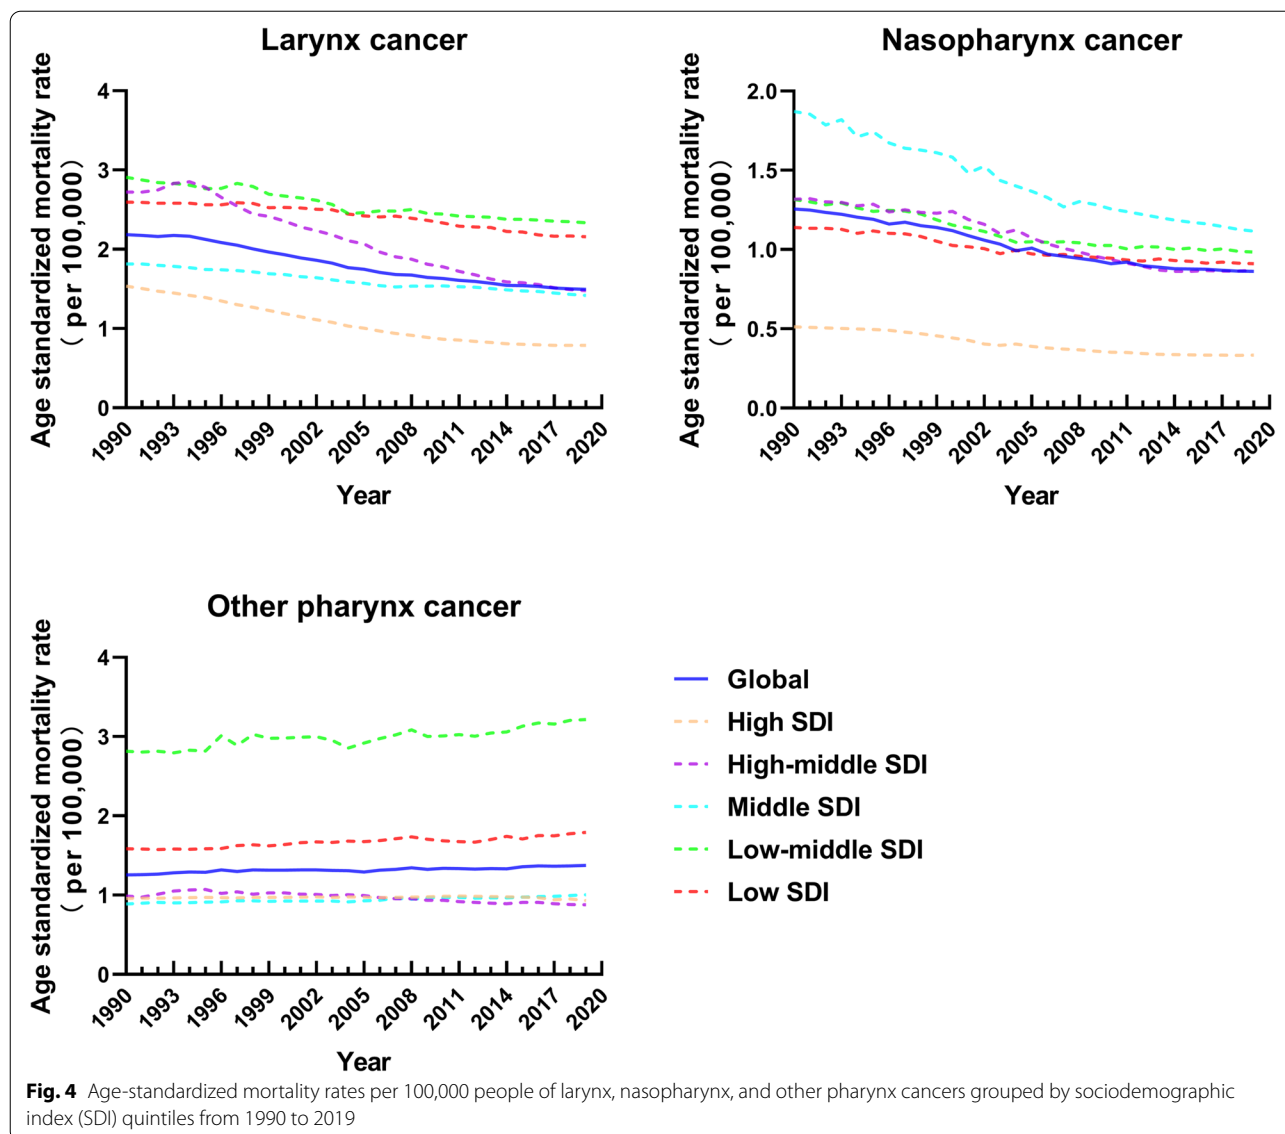 Larynx cancer
Age standardized mortality rate
( per 100,000)
4
3
2
1
0
1990
1993
1996
1999
2002
2005
2008
2011
2014
2017
2020
Year
Nasopharynx cancer
Age standardized mortality rate
( per 100,000)
2.0
1.5
1.0
0.5
0.0
1990
1993
1996
1999
2002
2005
2008
2011
2014
2017
2020
Year
Other pharynx cancer
Age standardized mortality rate
( per 100,000)
4
3
2
1
0
1990
1993
1996
1999
2002
2005
2008
2011
2014
2017
2020
Year
Global
High SDI
High-middle SDI
Middle SDI
Low-middle SDI
Low SDI
Fig. 4 Age-standardized mortality rates per 100,000 people of larynx, nasopharynx, and other pharynx cancers grouped by sociodemographic
index (SDI) quintiles from 1990 to 2019